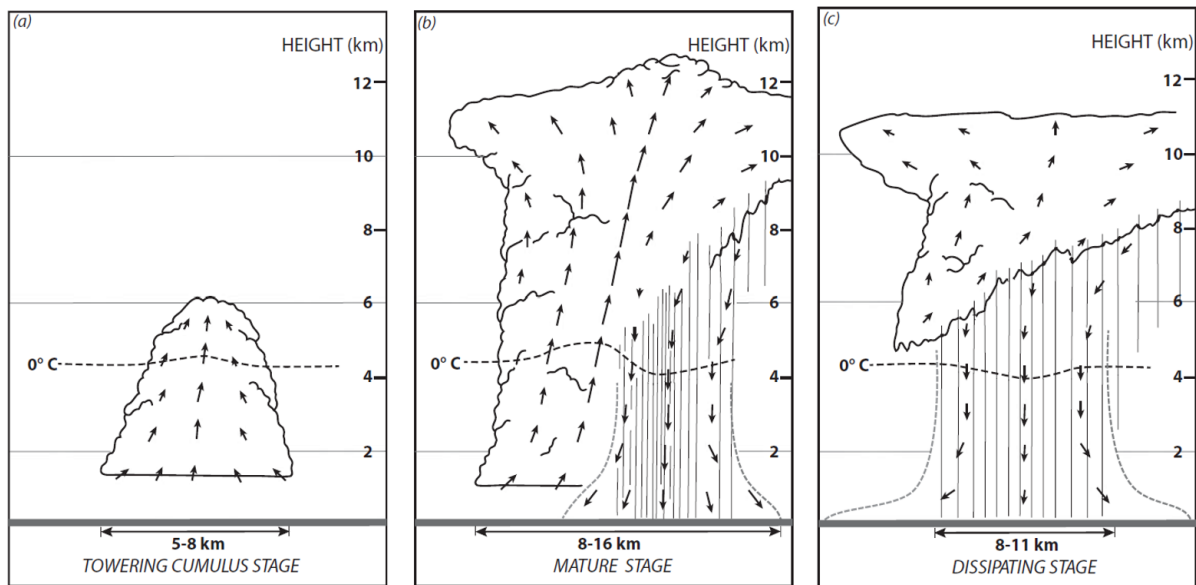 (a)
HEIGHT (km)
12
10
8
6
0° C
4
2
5-8 km
TOWERING CUMULUS STAGE
(b)
HEIGHT (km)
12
10
8
6
0° C
4
2
8-16 km
MATURE STAGE
(c)
HEIGHT (km)
12
10
8
6
0° C
4
2
8-11 km
DISSIPATING STAGE